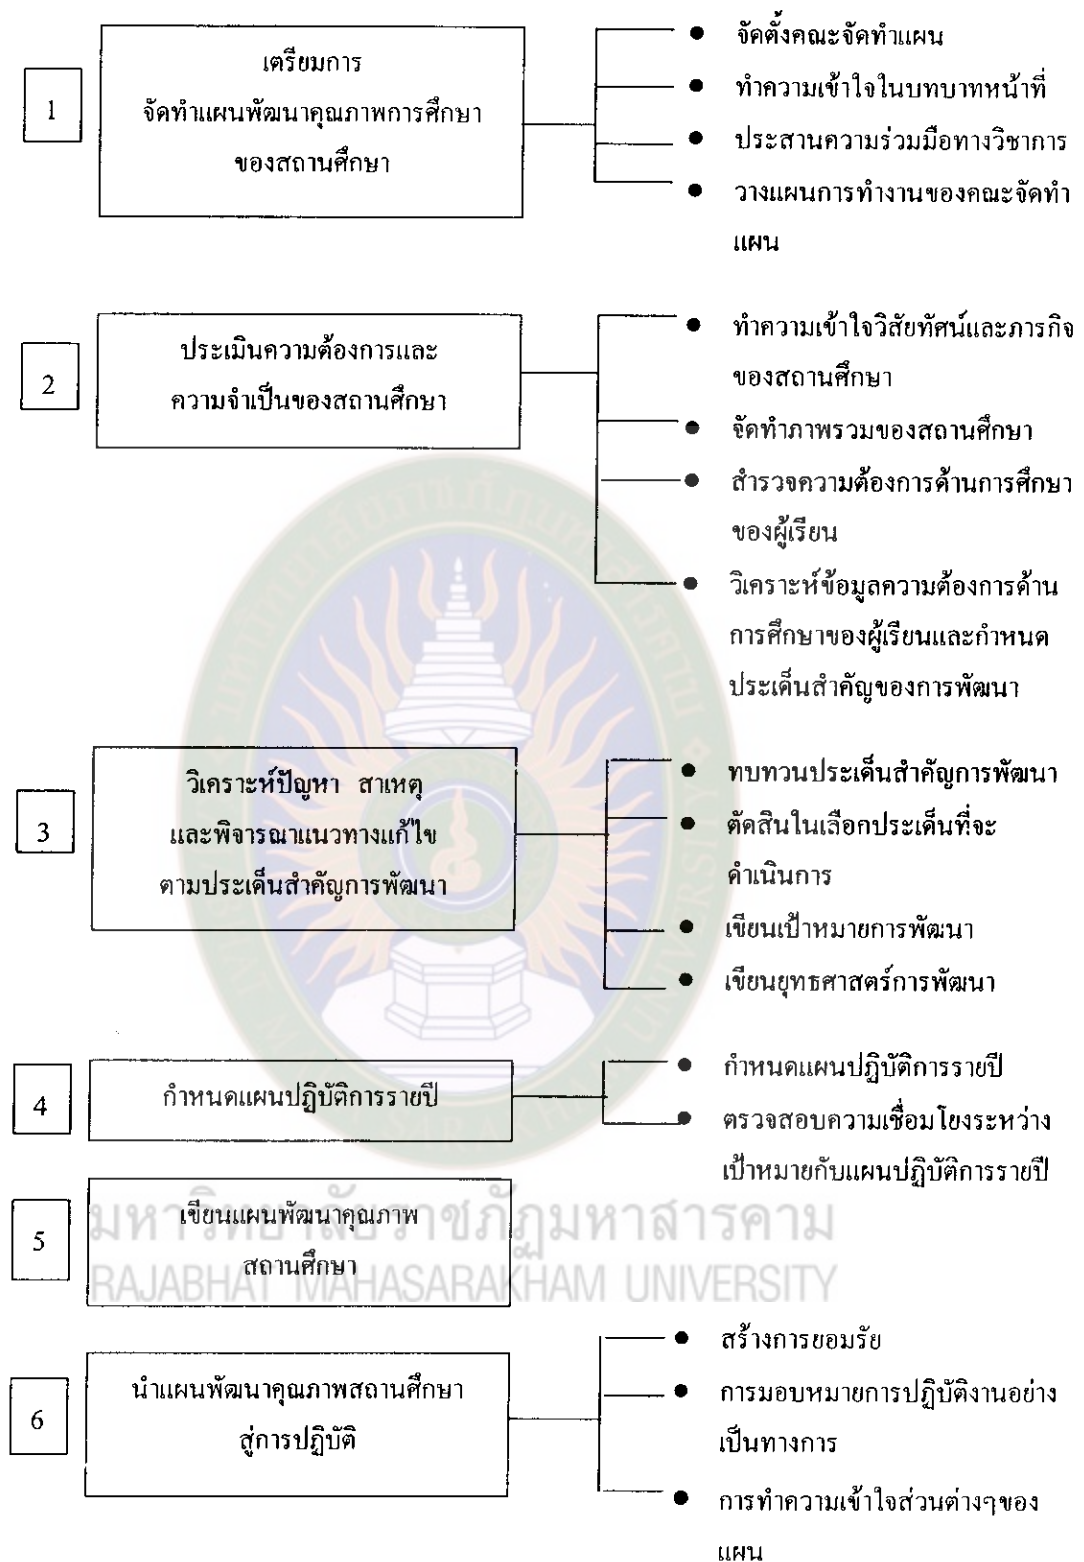 1
เตรียมการ
จัดทำแผนพัฒนาคุณภาพการศึกษา
ของสถานศึกษา
● จัดตั้งคณะจัดทำแผน
● ทำความเข้าใจในบทบาทหน้าที่
● ประสานความร่วมมือทางวิชาการ
● วางแผนการทำงานของคณะจัดทำ
แผน
2
ประเมินความต้องการและ
ความจำเป็นของสถานศึกษา
● ทำความเข้าใจวิสัยทัศน์และภารกิจ
ของสถานศึกษา
● จัดทำภาพรวมของสถานศึกษา
● สำรวจความต้องการด้านการศึกษา
ของผู้เรียน
● วิเคราะห์ข้อมูลความต้องการด้าน
การศึกษาของผู้เรียนและกำหนด
ประเด็นสำคัญของการพัฒนา
3
วิเคราะห์ปัญหา สาเหตุ
และพิจารณาแนวทางแก้ไข
ตามประเด็นสำคัญการพัฒนา
● ทบทวนประเด็นสำคัญการพัฒนา
● ตัดสินในเลือกประเด็นที่จะ
ดำเนินการ
● เขียนเป้าหมายการพัฒนา
● เขียนยุทธศาสตร์การพัฒนา
4
กำหนดแผนปฏิบัติการรายปี
● กำหนดแผนปฏิบัติการรายปี
● ตรวจสอบความเชื่อมโยงระหว่าง
เป้าหมายกับแผนปฏิบัติการรายปี
5
เขียนแผนพัฒนาคุณภาพ
สถานศึกษา
มหาวิทยาลัยราชภัฏมหาสารคาม
RAJABHAT MAHASARAKHAM UNIVERSITY
6
นำแผนพัฒนาคุณภาพสถานศึกษา
สู่การปฏิบัติ
● สร้างการยอมรัย
● การมอบหมายการปฏิบัติงานอย่าง
เป็นทางการ
● การทำความเข้าใจส่วนต่างๆของ
แผน